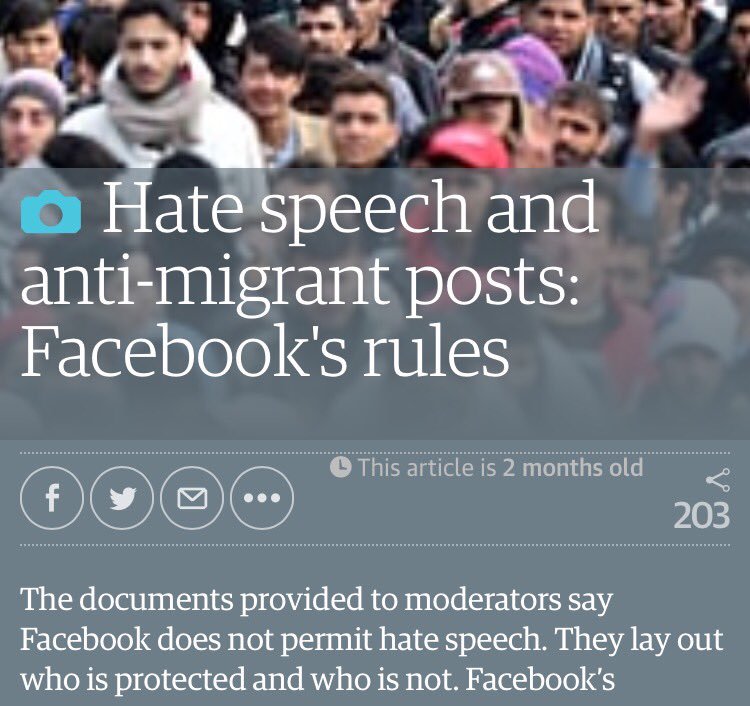 Hate speech and
anti-migrant posts:
Facebook's rules
This article is 2 months old
203
The documents provided to moderators say
Facebook does not permit hate speech. They lay out
who is protected and who is not. Facebook’s